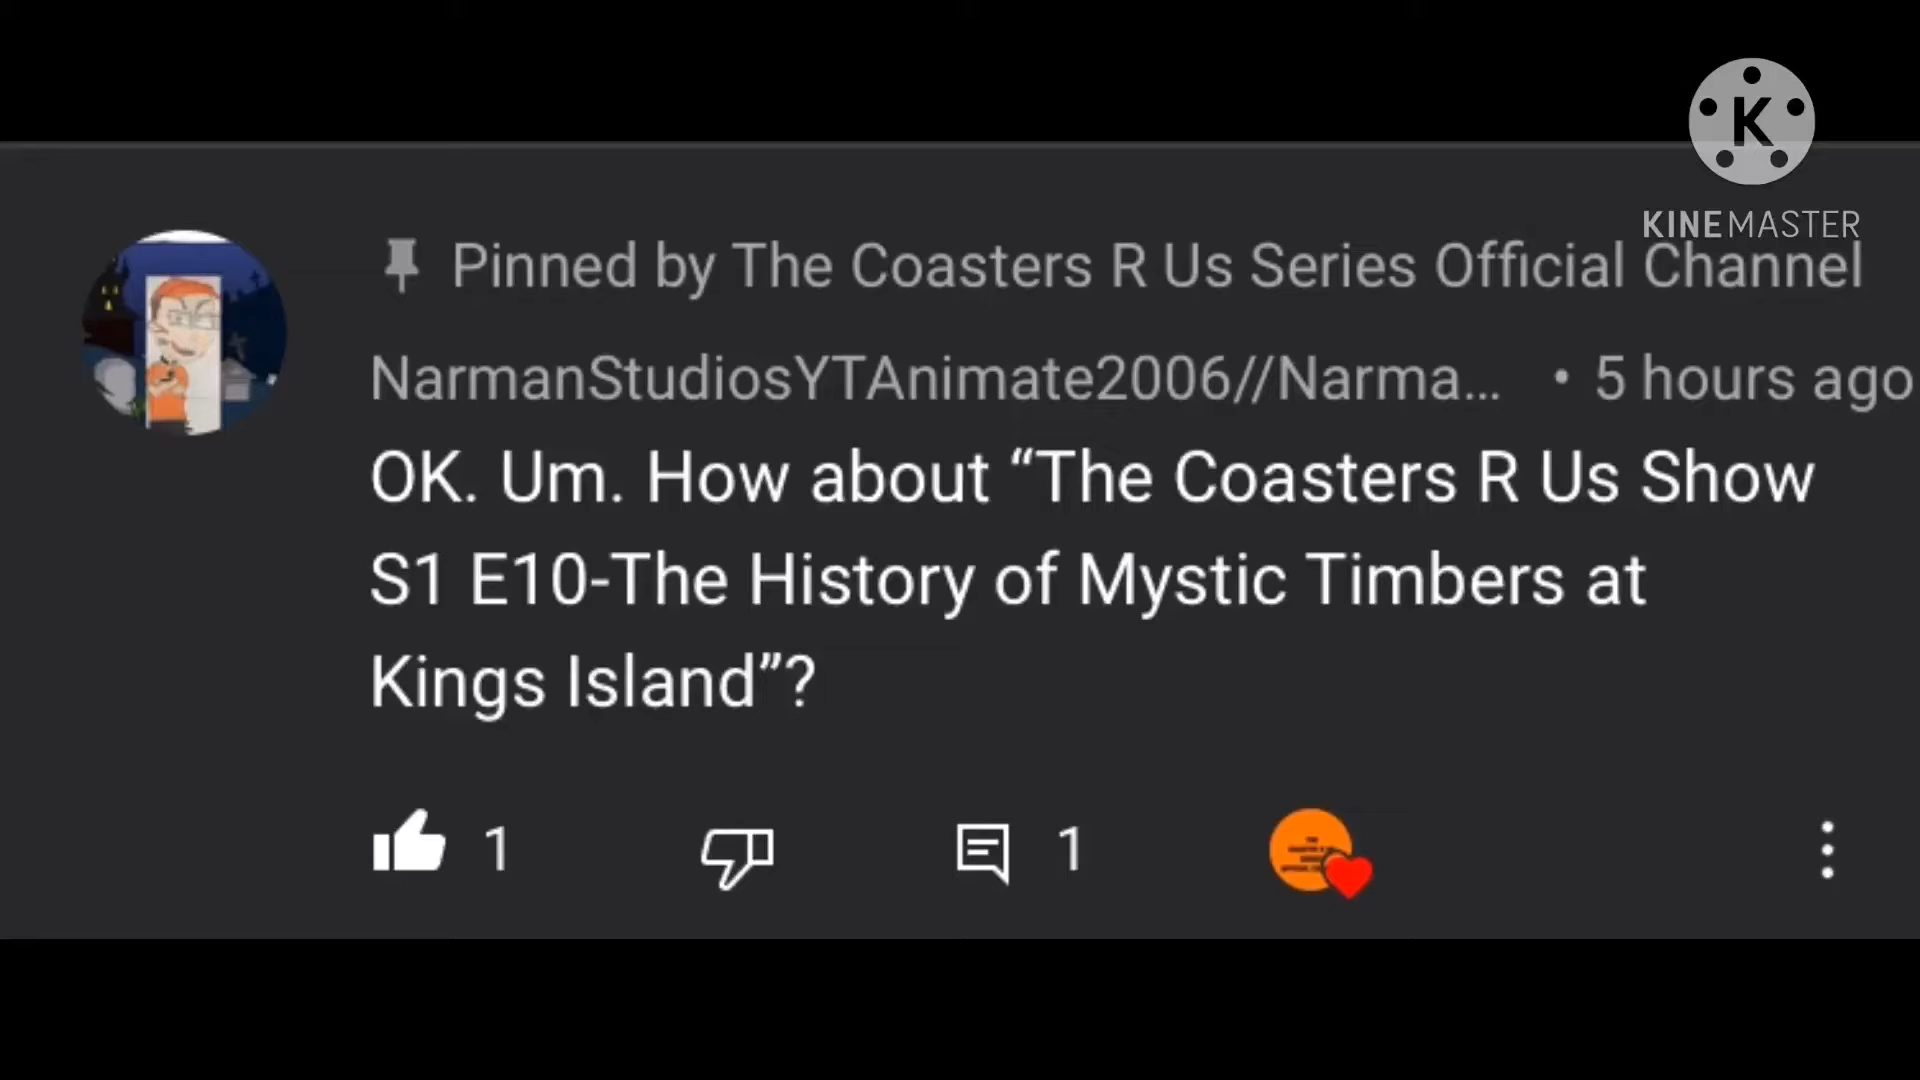 K
KINEMASTER
Pinned by The Coasters R Us Series Official Channel
NarmanStudiosYTAnimate2006//Narma... • 5 hours ago
OK. Um. How about “The Coasters R Us Show
S1 E10-The History of Mystic Timbers at
Kings Island”?
1
1